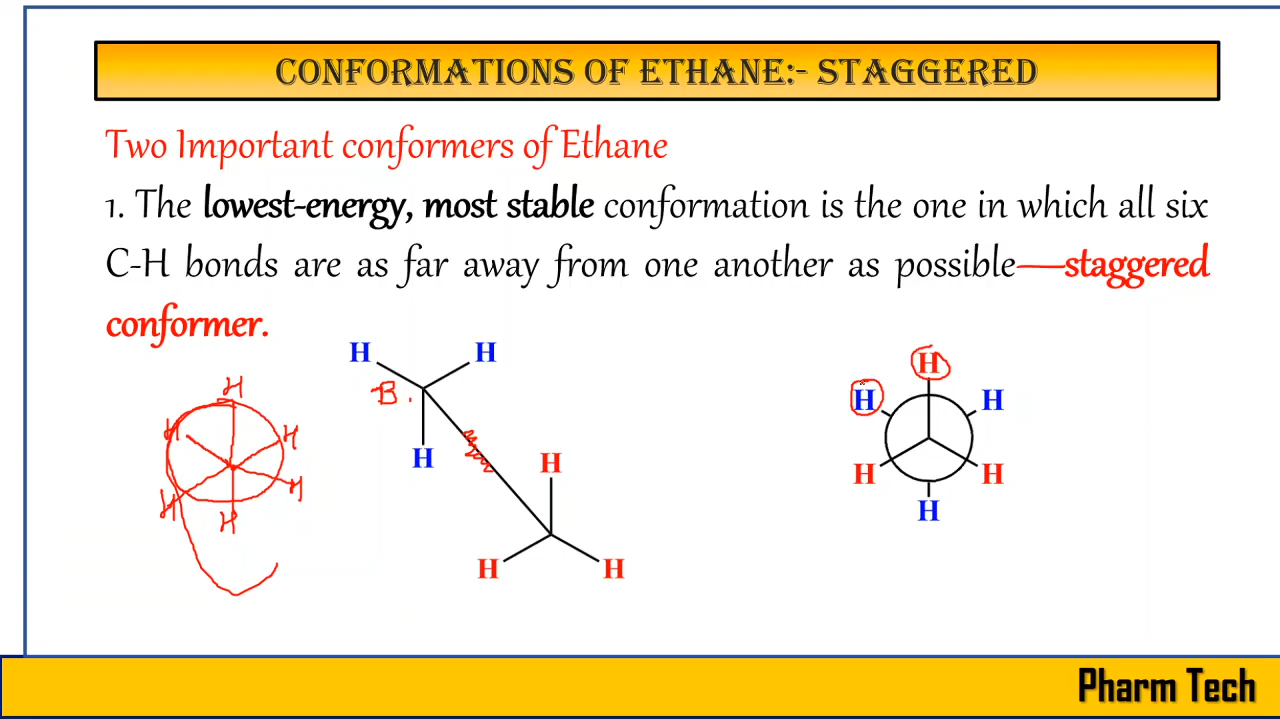 CONFORMATIONS OF ETHANE:- STAGGERED
Two Important conformers of Ethane
1. The lowest-energy, most stable conformation is the one in which all six
C-H bonds are as far away from one another as possible—staggered
conformer.
H H
H
H
H H
B.
H
H
H H
H
H H
H
H H
H H
H
H
H H
Pharm Tech